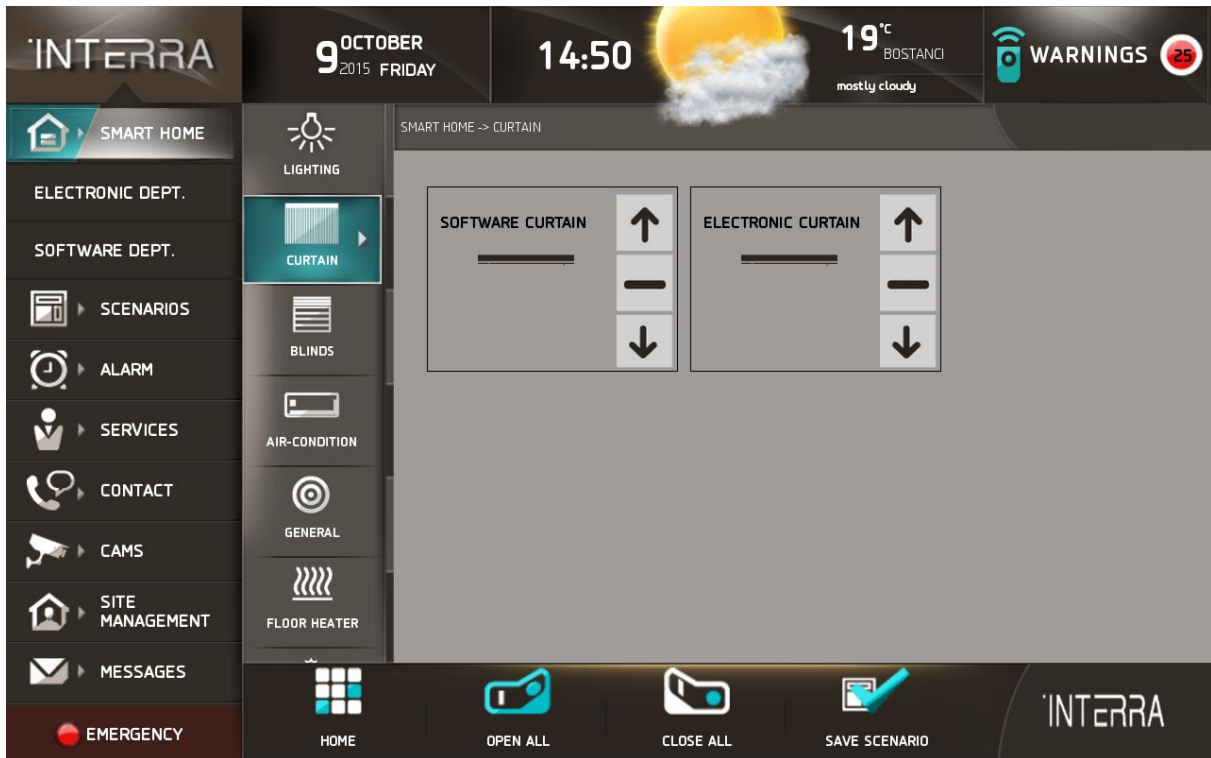 INTERRA
9 OCTOBER
2015 FRIDAY
14:50
19°C
BOSTANCI
mostly cloudy
WARNINGS 25
SMART HOME
ELECTRONIC DEPT.
SOFTWARE DEPT.
SCENARIOS
ALARM
SERVICES
CONTACT
CAMS
SITE
MANAGEMENT
MESSAGES
EMERGENCY
LIGHTING
CURTAIN
BLINDS
AIR-CONDITION
GENERAL
FLOOR HEATER
SMART HOME -> CURTAIN
SOFTWARE CURTAIN
ELECTRONIC CURTAIN
HOME
OPEN ALL
CLOSE ALL
SAVE SCENARIO
INTERRA